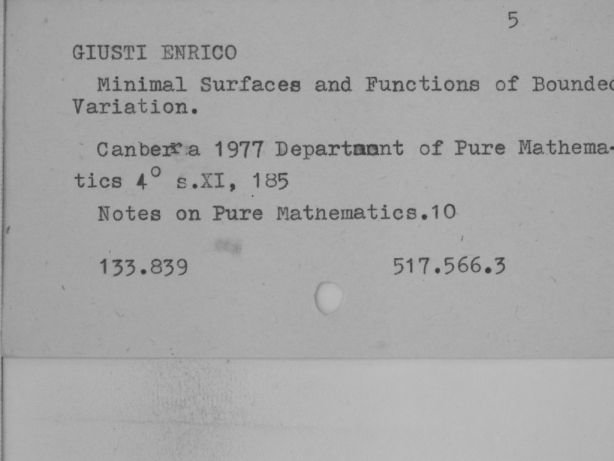 5
GIUSTI ENRICO
Minimal Surfaces and Functions of Bounded
Variation.
Canberra 1977 Department of Pure Mathema-
tics 4° s.XI, 185
Notes on Pure Mathematics.10
133.839 517.566.3